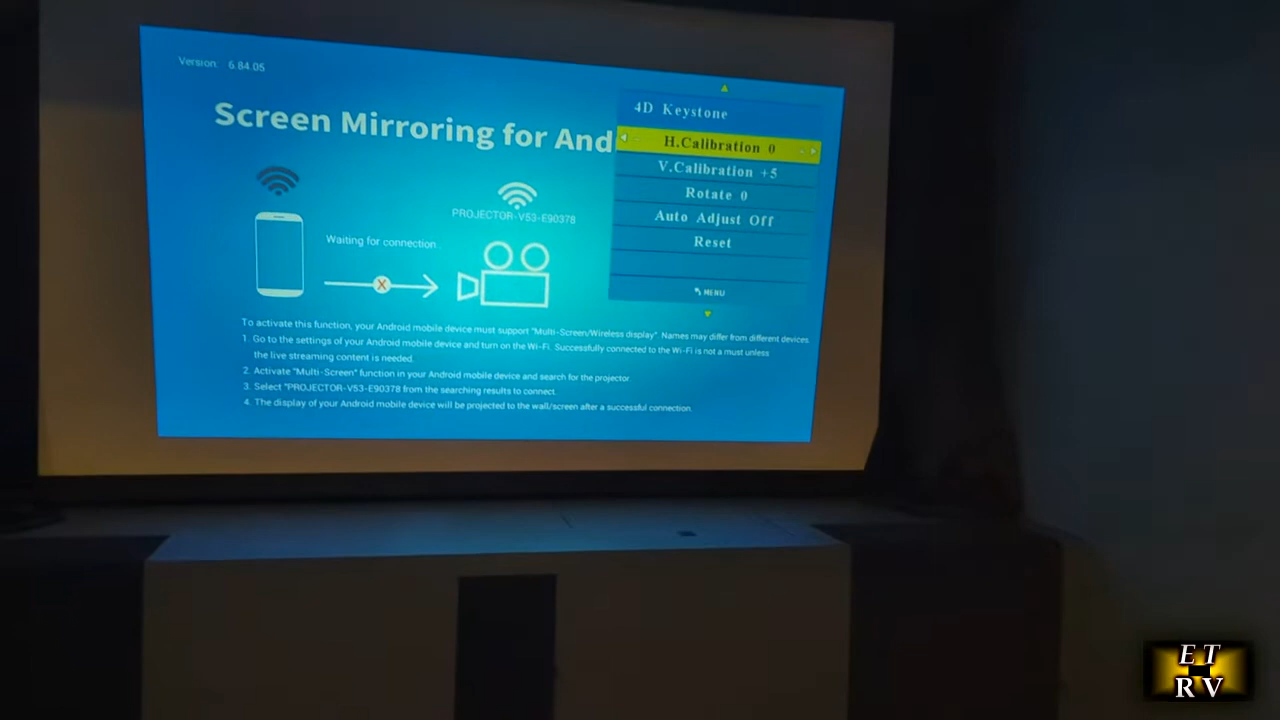 Version: 6.84.05
Screen Mirroring for And
4D Keystone
H.Calibration 0
V.Calibration +5
Rotate 0
Auto Adjust Off
Reset
MENU
PROJECTOR-V53-E90378
Waiting for connection
X
To activate this function, your Android mobile device must support "Multi-Screen/Wireless display". Names may differ from different devices.
1. Go to the settings of your Android mobile device and turn on the Wi-Fi. Successfully connected to the Wi-Fi is not a must unless
the live streaming content is needed.
2. Activate "Multi-Screen" function in your Android mobile device and search for the projector.
3. Select "PROJECTOR-V53-E90378 from the searching results to connect.
4. The display of your Android mobile device will be projected to the wall/screen after a successful connection.
ET
RV